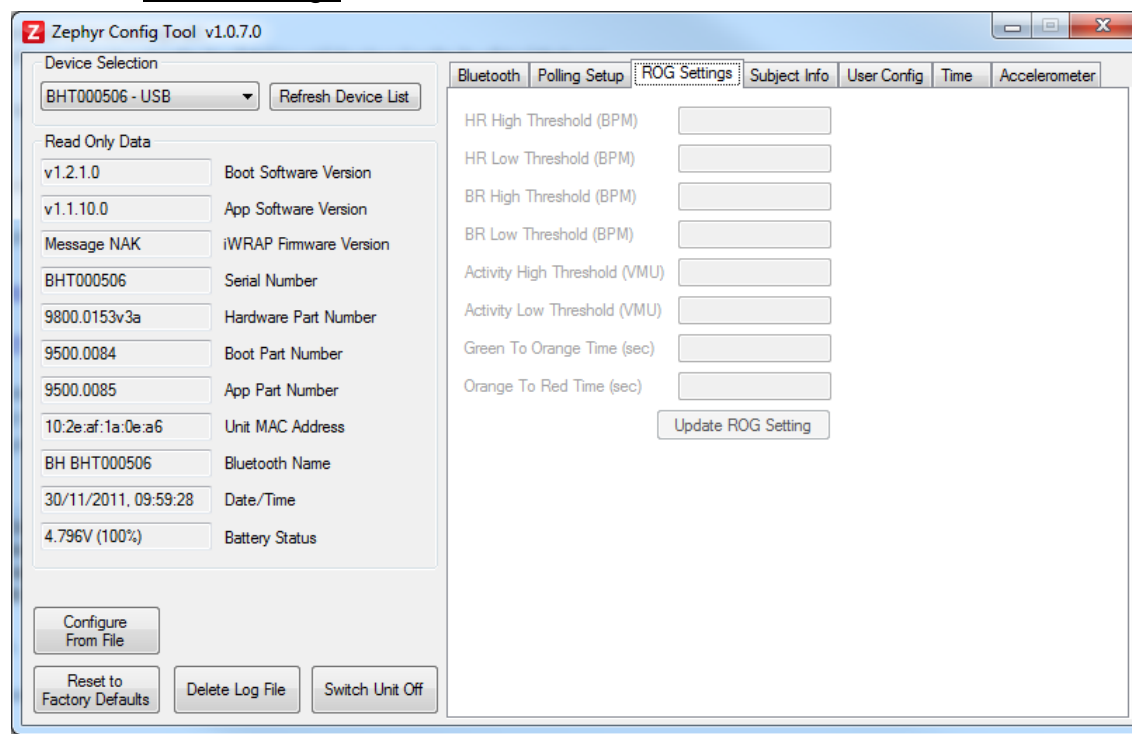 Z Zephyr Config Tool v1.0.7.0
Device Selection
BHT000506 - USB
Refresh Device List
Read Only Data
v1.2.1.0 Boot Software Version
v1.1.10.0 App Software Version
Message NAK iWRAP Firmware Version
BHT000506 Serial Number
9800.0153v3a Hardware Part Number
9500.0084 Boot Part Number
9500.0085 App Part Number
10:2e:af:1a:0e:a6 Unit MAC Address
BH BHT000506 Bluetooth Name
30/11/2011, 09:59:28 Date/Time
4.796V (100%) Battery Status
Configure
From File
Reset to
Factory Defaults
Delete Log File
Switch Unit Off
Bluetooth Polling Setup ROG Settings Subject Info User Config Time Accelerometer
HR High Threshold (BPM)
HR Low Threshold (BPM)
BR High Threshold (BPM)
BR Low Threshold (BPM)
Activity High Threshold (VMU)
Activity Low Threshold (VMU)
Green To Orange Time (sec)
Orange To Red Time (sec)
Update ROG Setting